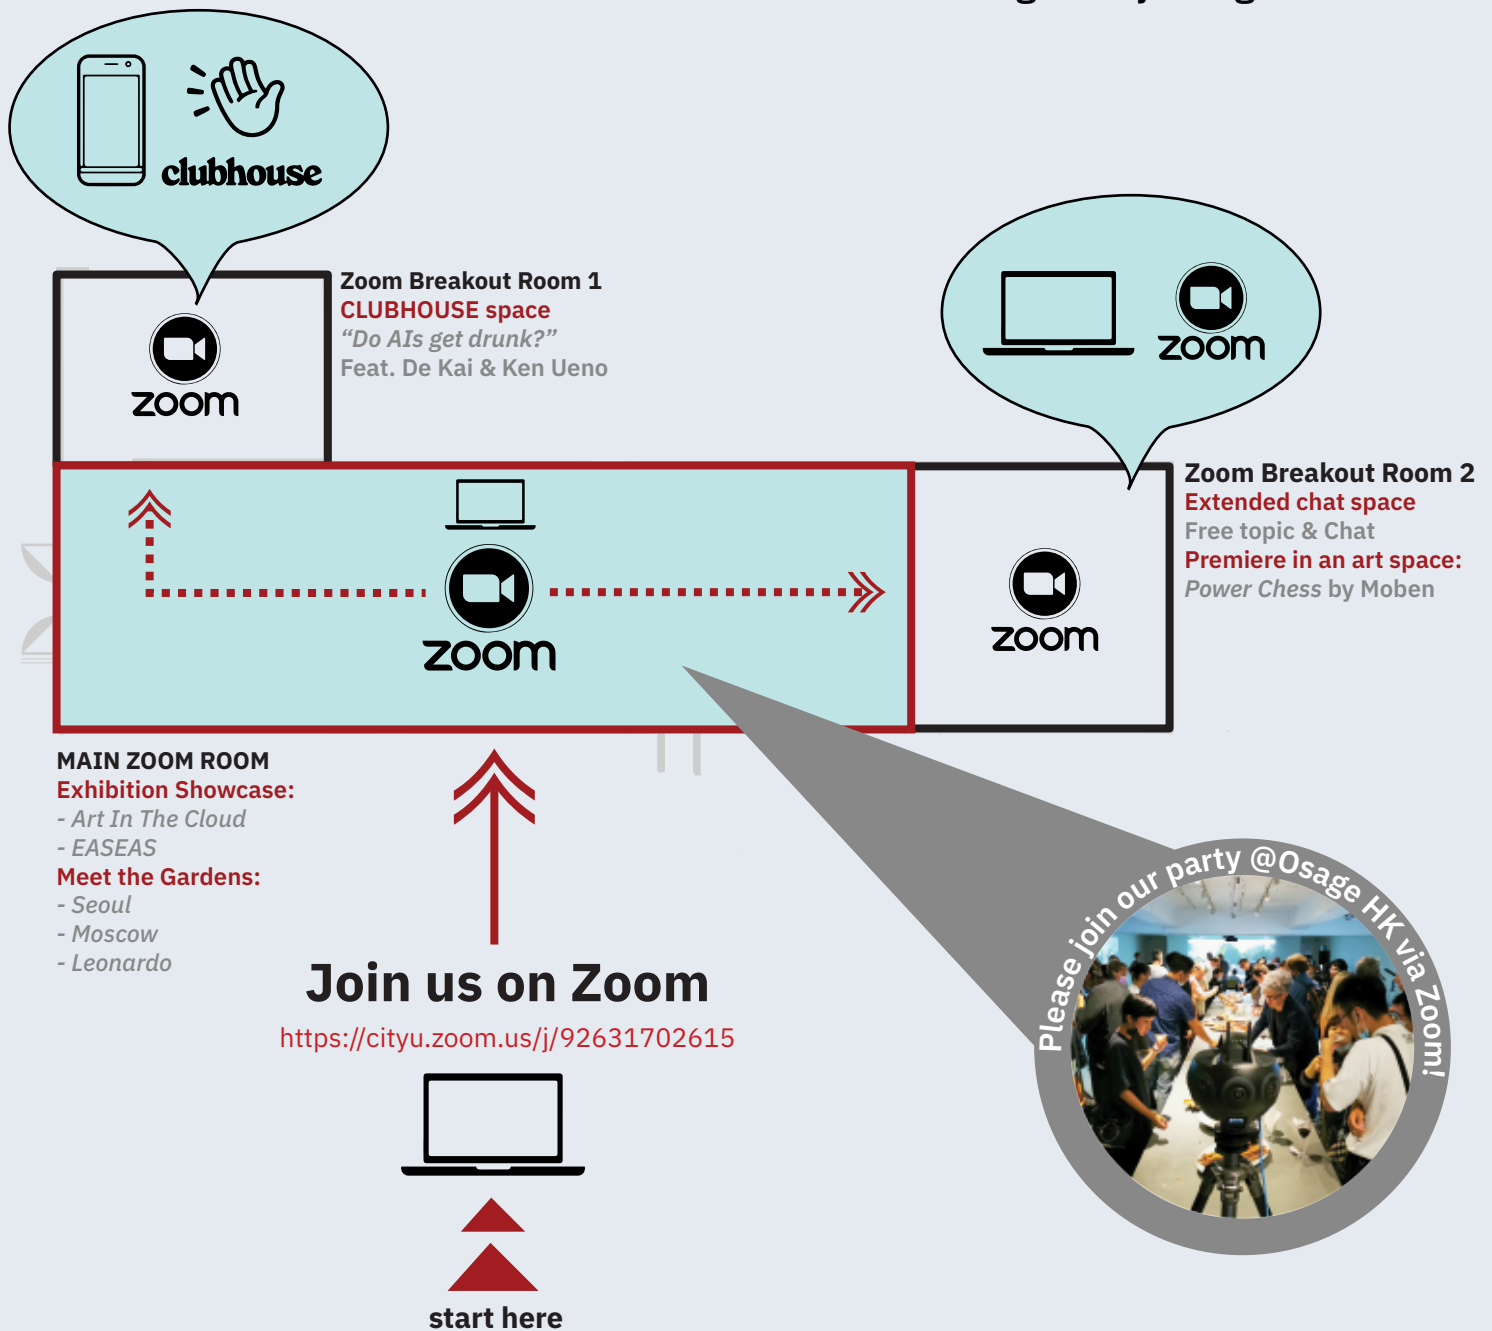 clubhouse
zoom
Zoom Breakout Room 1
CLUBHOUSE space
“Do AIs get drunk?”
Feat. De Kai & Ken Ueno
zoom
zoom
Zoom Breakout Room 2
Extended chat space
Free topic & Chat
Premiere in an art space:
Power Chess by Moben
zoom
zoom
MAIN ZOOM ROOM
Exhibition Showcase:
- Art In The Cloud
- EASEAS
Meet the Gardens:
- Seoul
- Moscow
- Leonardo
Join us on Zoom
https://cityu.zoom.us/j/92631702615
Please join our party @Osage HK via Zoom!
start here